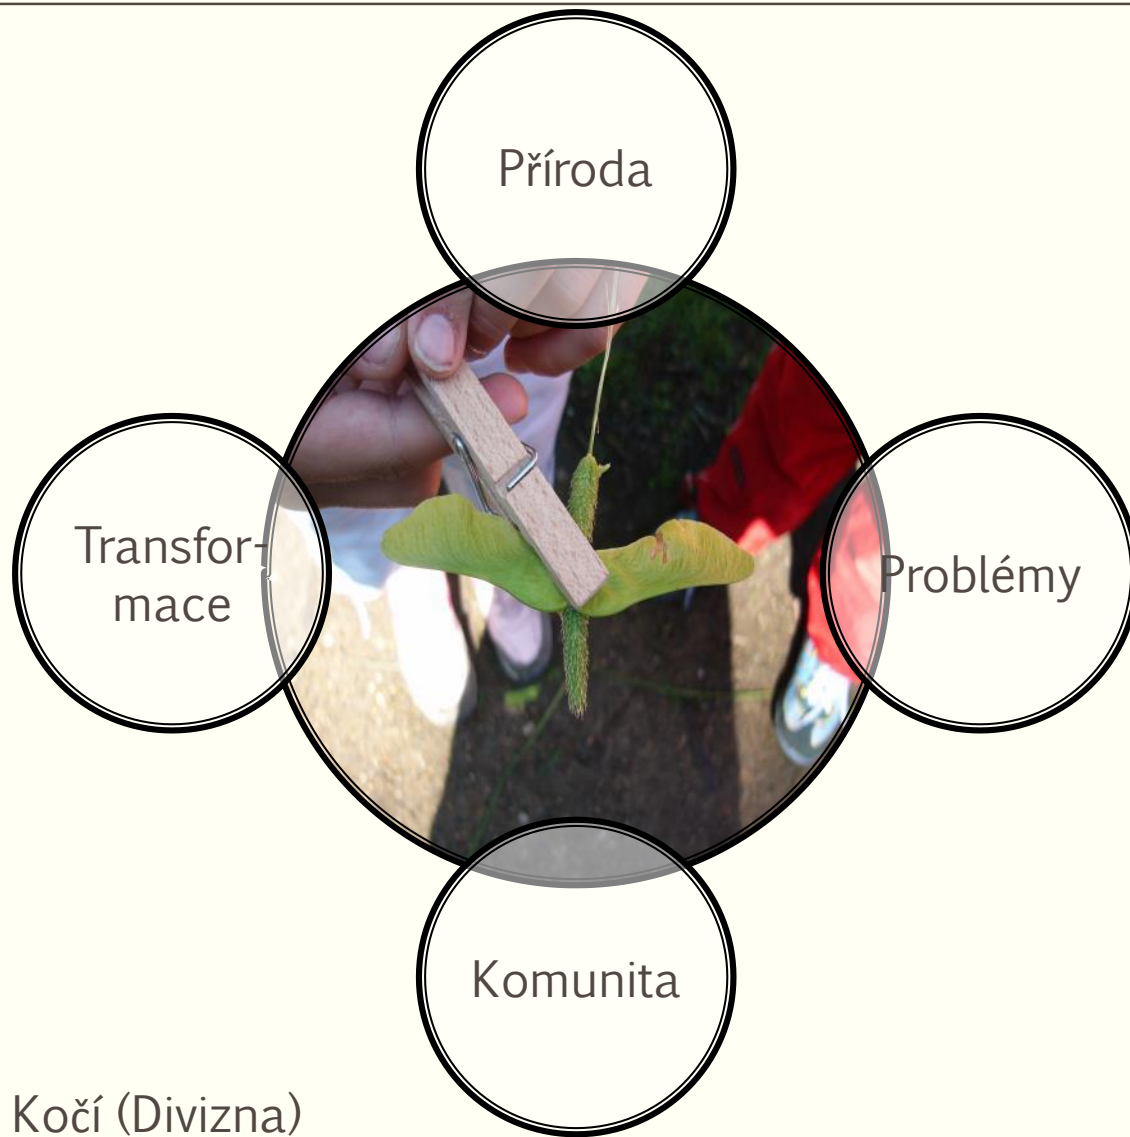 Příroda
Transfor-
mace
Problémy
Komunita
Kočí (Divizna)